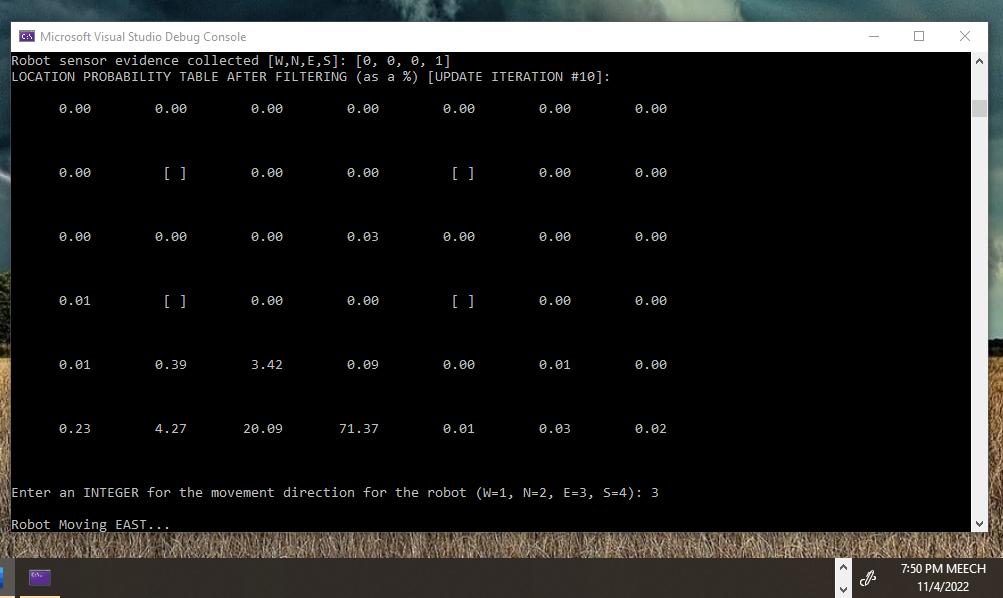 Microsoft Visual Studio Debug Console
Robot sensor evidence collected [W,N,E,S]: [0, 0, 0, 1]
LOCATION PROBABILITY TABLE AFTER FILTERING (as a %) [UPDATE ITERATION #10]:
0.00 0.00 0.00 0.00 0.00 0.00 0.00
0.00 [ ] 0.00 0.00 [ ] 0.00 0.00
0.00 0.00 0.00 0.03 0.00 0.00 0.00
0.01 [ ] 0.00 0.00 [ ] 0.00 0.00
0.01 0.39 3.42 0.09 0.00 0.01 0.00
0.23 4.27 20.09 71.37 0.01 0.03 0.02
Enter an INTEGER for the movement direction for the robot (W=1, N=2, E=3, S=4): 3
Robot Moving EAST...
7:50 PM MEECH
11/4/2022